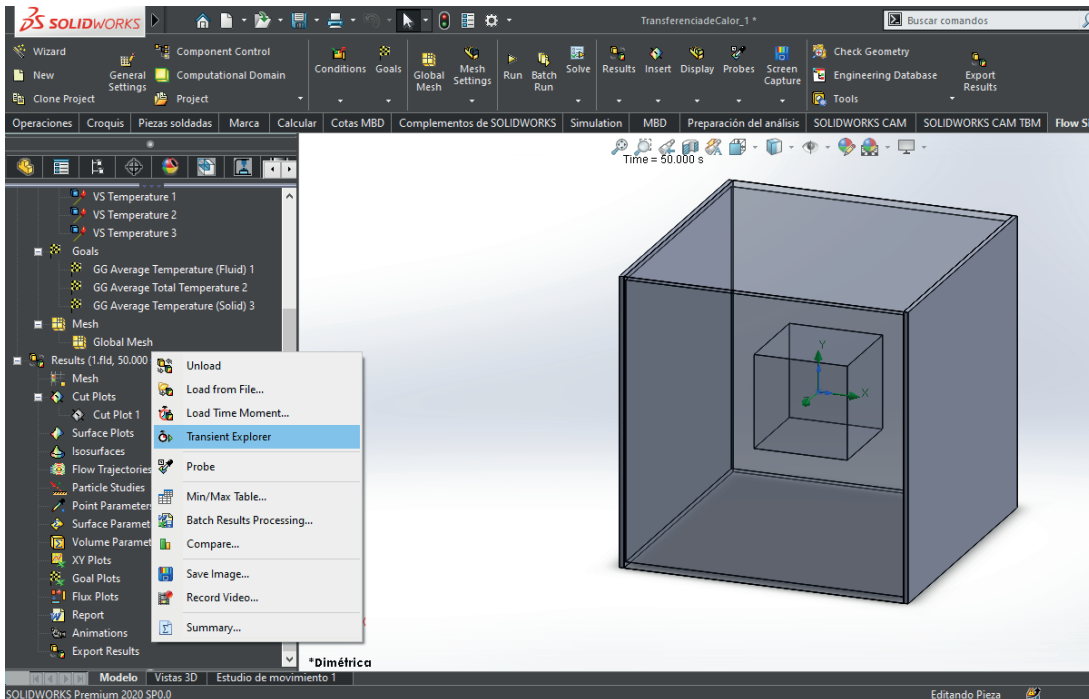 SOLIDWORKS
TransferenciadeCalor_1 *
Buscar comandos
Wizard
New
Clone Project
General Settings
Component Control
Computational Domain
Project
Conditions
Goals
Global Mesh
Mesh Settings
Run
Batch Run
Solve
Results
Insert
Display
Probes
Screen Capture
Check Geometry
Engineering Database
Tools
Export Results
Operaciones
Croquis
Piezas soldadas
Marca
Calcular
Cotas MBD
Complementos de SOLIDWORKS
Simulation
MBD
Preparación del análisis
SOLIDWORKS CAM
SOLIDWORKS CAM TBM
Flow Si
Time = 50.000 s
VS Temperature 1
VS Temperature 2
VS Temperature 3
Goals
GG Average Temperature (Fluid) 1
GG Average Total Temperature 2
GG Average Temperature (Solid) 3
Mesh
Global Mesh
Results (1.fld, 50.000
Mesh
Cut Plots
Cut Plot 1
Surface Plots
Isosurfaces
Flow Trajectories
Particle Studies
Point Parameter
Surface Paramet
Volume Paramet
XY Plots
Goal Plots
Flux Plots
Report
Animations
Export Results
Unload
Load from File...
Load Time Moment...
Transient Explorer
Probe
Min/Max Table...
Batch Results Processing...
Compare...
Save Image...
Record Video...
Summary...
Y
X
*Dimétrica
Modelo
Vistas 3D
Estudio de movimiento 1
SOLIDWORKS Premium 2020 SP0.0
Editando Pieza